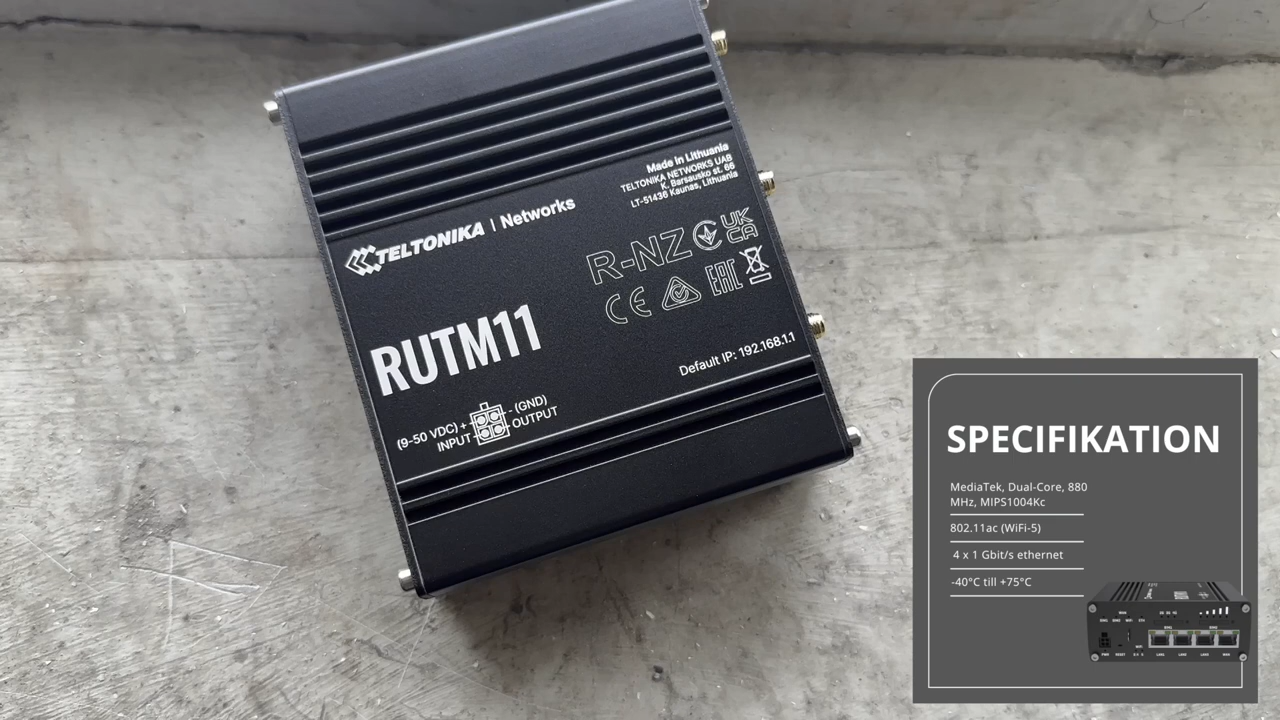 Made in Lithuania
TELTONIKA NETWORKS UAB
K. Barsausko st. 66
LT-51436 Kaunas, Lithuania
TELTONIKA | Networks
R-NZ
UK
CA
CE
EAC
RUTM11
Default IP: 192.168.1.1
(9-50 VDC) + - (GND)
INPUT OUTPUT
SPECIFIKATION
MediaTek, Dual-Core, 880
MHz, MIPS1004Kc
802.11ac (WiFi-5)
4 x 1 Gbit/s ethernet
-40°C till +75°C